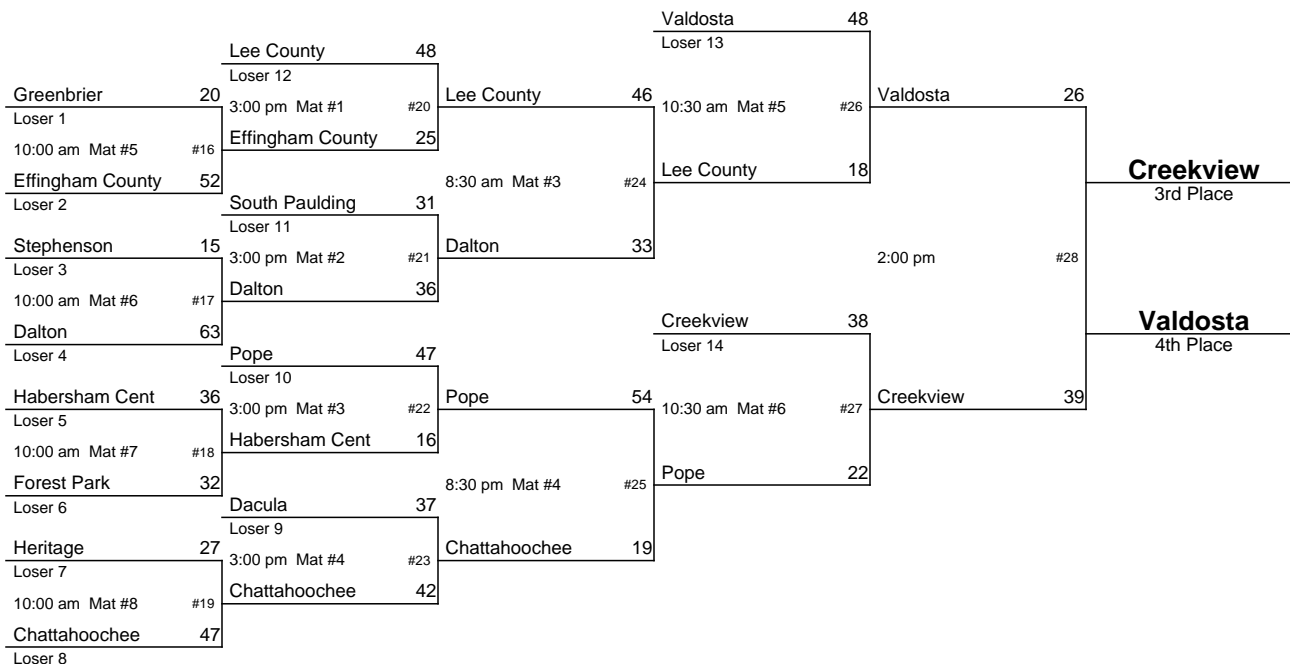 Greenbrier 20
Loser 1
10:00 am Mat #5 #16
Effingham County 52
Loser 2
Stephenson 15
Loser 3
10:00 am Mat #6 #17
Dalton 63
Loser 4
Habersham Cent 36
Loser 5
10:00 am Mat #7 #18
Forest Park 32
Loser 6
Heritage 27
Loser 7
10:00 am Mat #8 #19
Chattahoochee 47
Loser 8
Lee County 48
Loser 12
3:00 pm Mat #1 #20
Effingham County 25
South Paulding 31
Loser 11
3:00 pm Mat #2 #21
Dalton 36
Pope 47
Loser 10
3:00 pm Mat #3 #22
Habersham Cent 16
Dacula 37
Loser 9
3:00 pm Mat #4 #23
Chattahoochee 42
Lee County 46
8:30 am Mat #3 #24
Dalton 33
Pope 54
8:30 pm Mat #4 #25
Chattahoochee 19
Valdosta 48
Loser 13
10:30 am Mat #5 #26
Lee County 18
Creekview 38
Loser 14
10:30 am Mat #6 #27
Pope 22
Valdosta 26
2:00 pm #28
Creekview 39
Creekview
3rd Place
Valdosta
4th Place